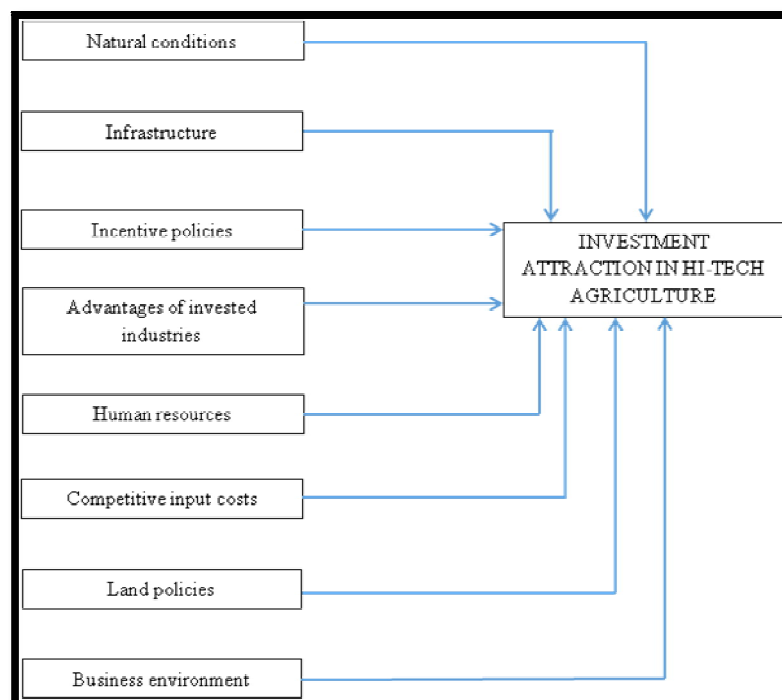 Natural conditions
Infrastructure
Incentive policies
Advantages of invested
industries
Human resources
Competitive input costs
Land policies
Business environment
INVESTMENT
ATTRACTION IN HI-TECH
AGRICULTURE